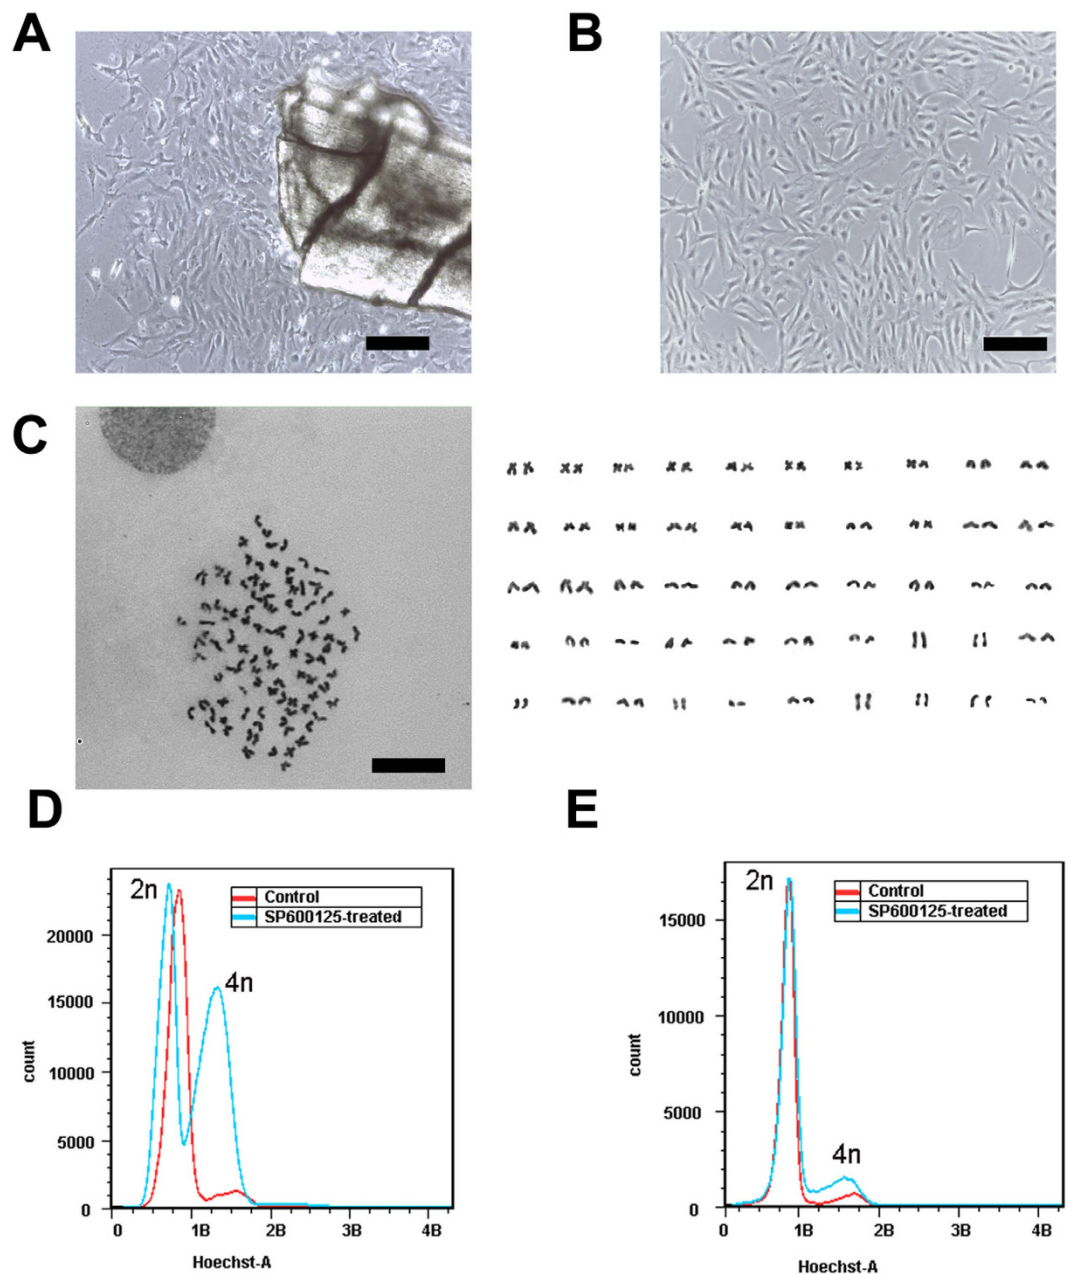 A
B
C
D
2n
4n
Control
SP600125-treated
20000
15000
10000
5000
0
count
0
1B
2B
3B
4B
Hoechst-A
E
2n
4n
Control
SP600125-treated
15000
10000
5000
0
count
0
1B
2B
3B
4B
Hoechst-A